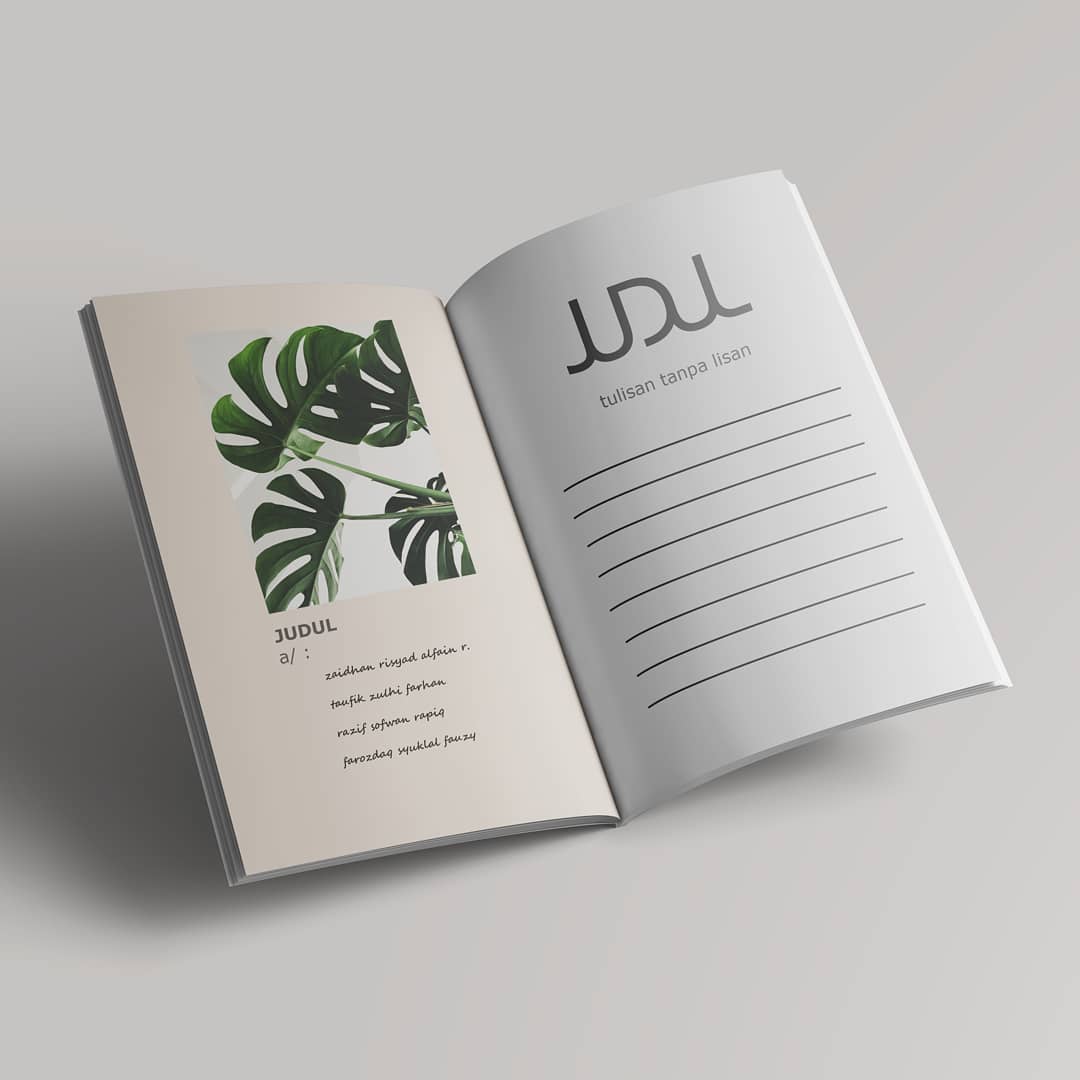 JUDUL
a/ :
zaidhan risyad alfain r.
taufik zulhi farhan
razif sofwan rapiq
farozdaq syuklal fauzy
JUDUL
tulisan tanpa lisan